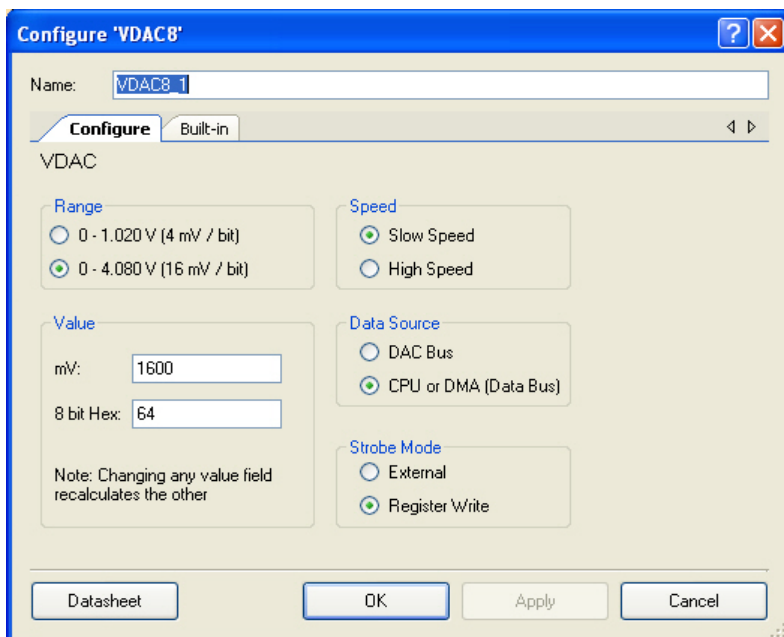 Configure 'VDAC8'
Name: VDAC8_1
Configure Built-in
VDAC
Range
0 - 1.020 V (4 mV / bit)
0 - 4.080 V (16 mV / bit)
Speed
Slow Speed
High Speed
Value
mV: 1600
8 bit Hex: 64
Note: Changing any value field
recalculates the other
Data Source
DAC Bus
CPU or DMA (Data Bus)
Strobe Mode
External
Register Write
Datasheet OK Apply Cancel